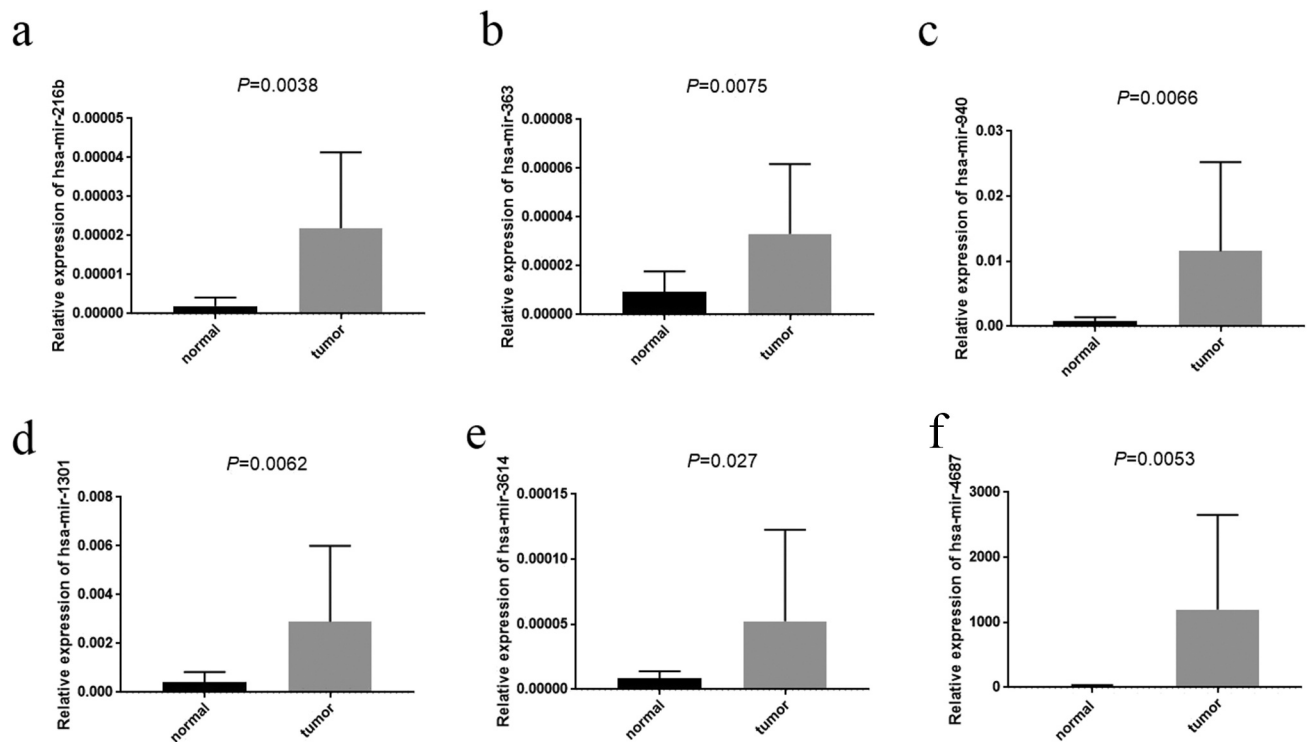 a
P=0.0038
Relative expression of hsa-mir-216b
0.00005
0.00004
0.00003
0.00002
0.00001
0.00000
normal
tumor
b
P=0.0075
Relative expression of hsa-mir-363
0.00008
0.00006
0.00004
0.00002
0.00000
normal
tumor
c
P=0.0066
Relative expression of hsa-mir-940
0.03
0.02
0.01
0.00
normal
tumor
d
P=0.0062
Relative expression of hsa-mir-1301
0.008
0.006
0.004
0.002
0.000
normal
tumor
e
P=0.027
Relative expression of hsa-mir-3614
0.00015
0.00010
0.00005
0.00000
normal
tumor
f
P=0.0053
Relative expression of hsa-mir-4687
3000
2000
1000
0
normal
tumor